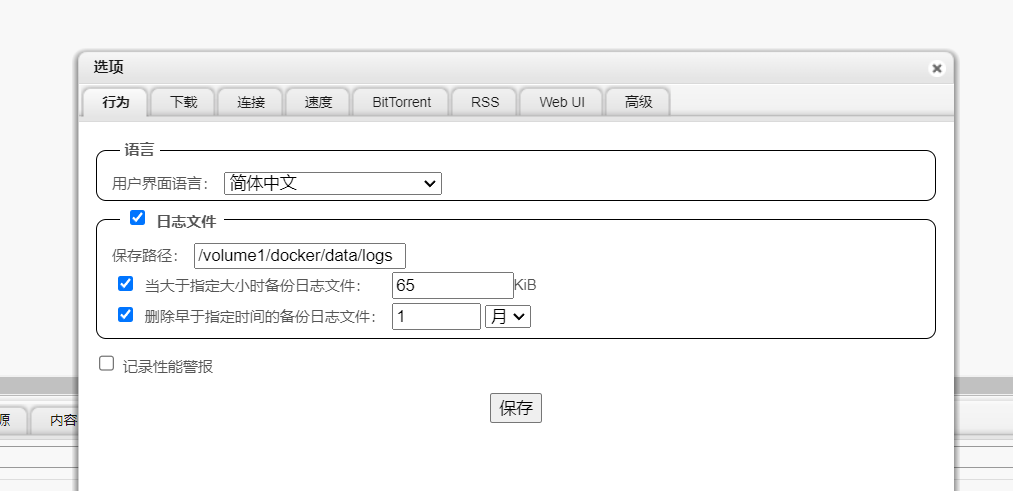 选项
行为 下载 连接 速度 BitTorrent RSS Web UI 高级
语言
用户界面语言： 简体中文
日志文件
保存路径： /volume1/docker/data/logs
当大于指定大小时备份日志文件： 65 KiB
删除早于指定时间的备份日志文件： 1 月
记录性能警报
保存
源 内容